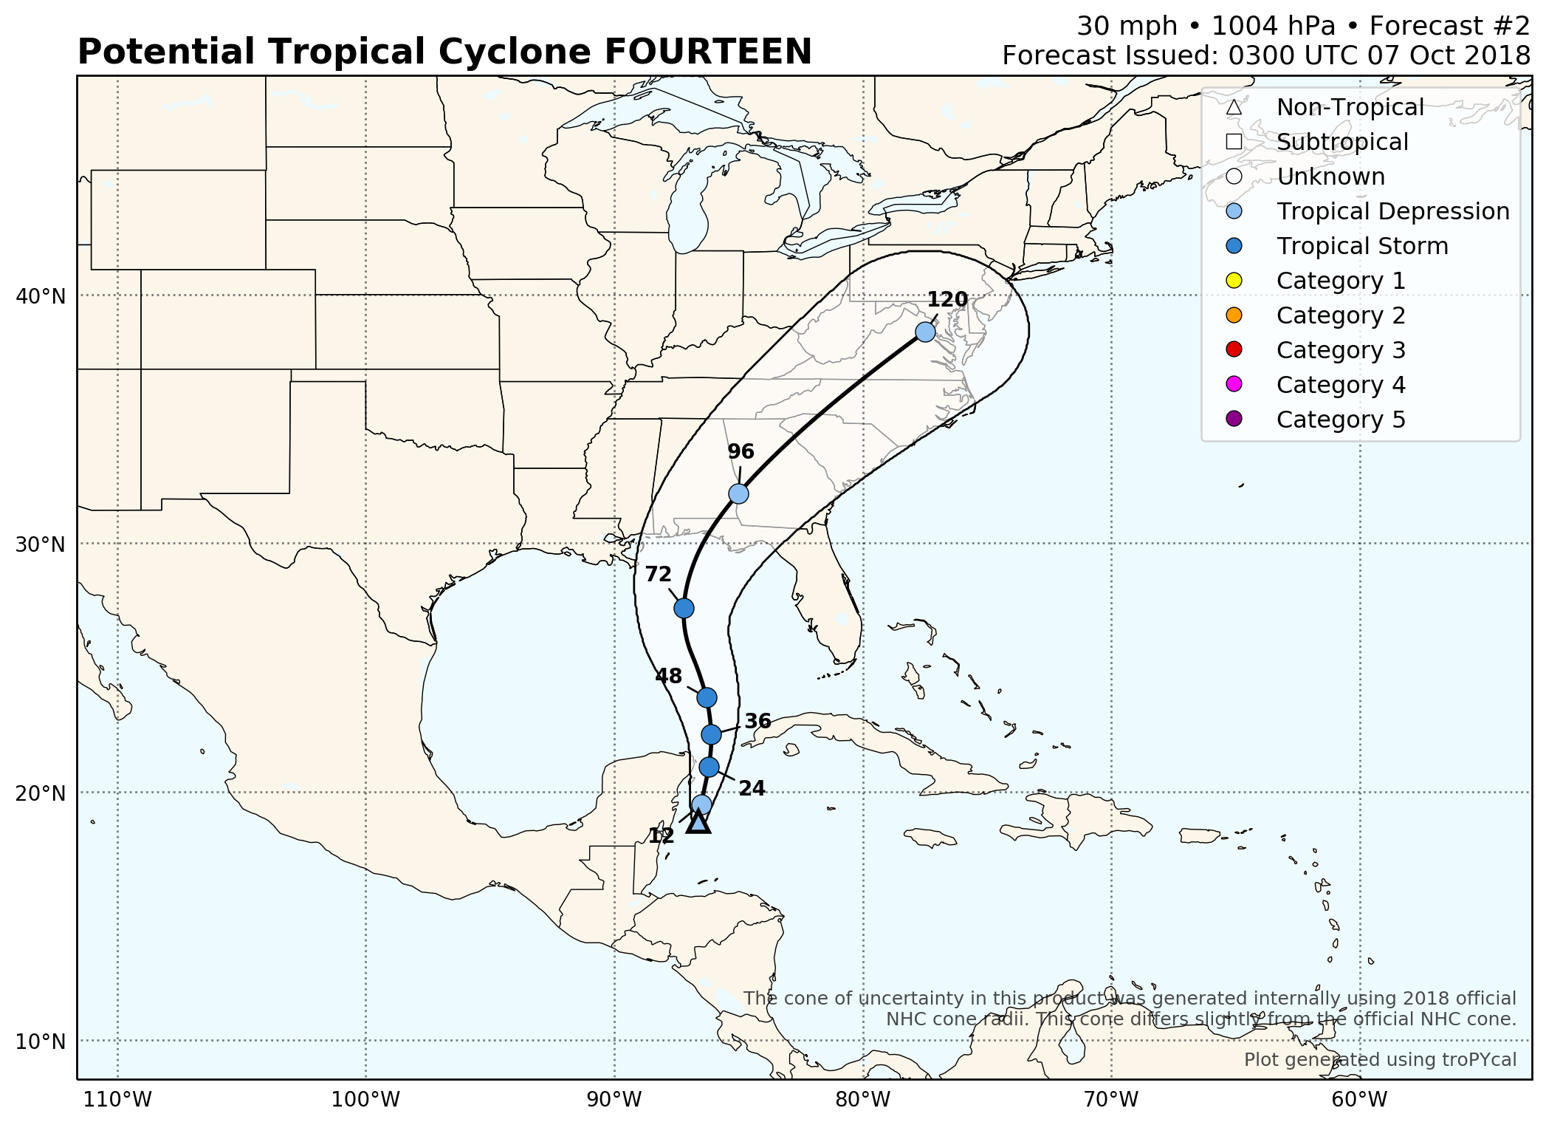 30 mph • 1004 hPa • Forecast #2
Potential Tropical Cyclone FOURTEEN
Forecast Issued: 0300 UTC 07 Oct 2018
Non-Tropical
Subtropical
Unknown
Tropical Depression
Tropical Storm
Category 1
Category 2
Category 3
Category 4
Category 5
40°N
120
96
30°N
72
48
36
24
20°N
12
The cone of uncertainty in this product was generated internally using 2018 official
NHC cone radii. This cone differs slightly from the official NHC cone.
10°N
Plot generated using troPYcal
110°W 100°W 90°W 80°W 70°W 60°W